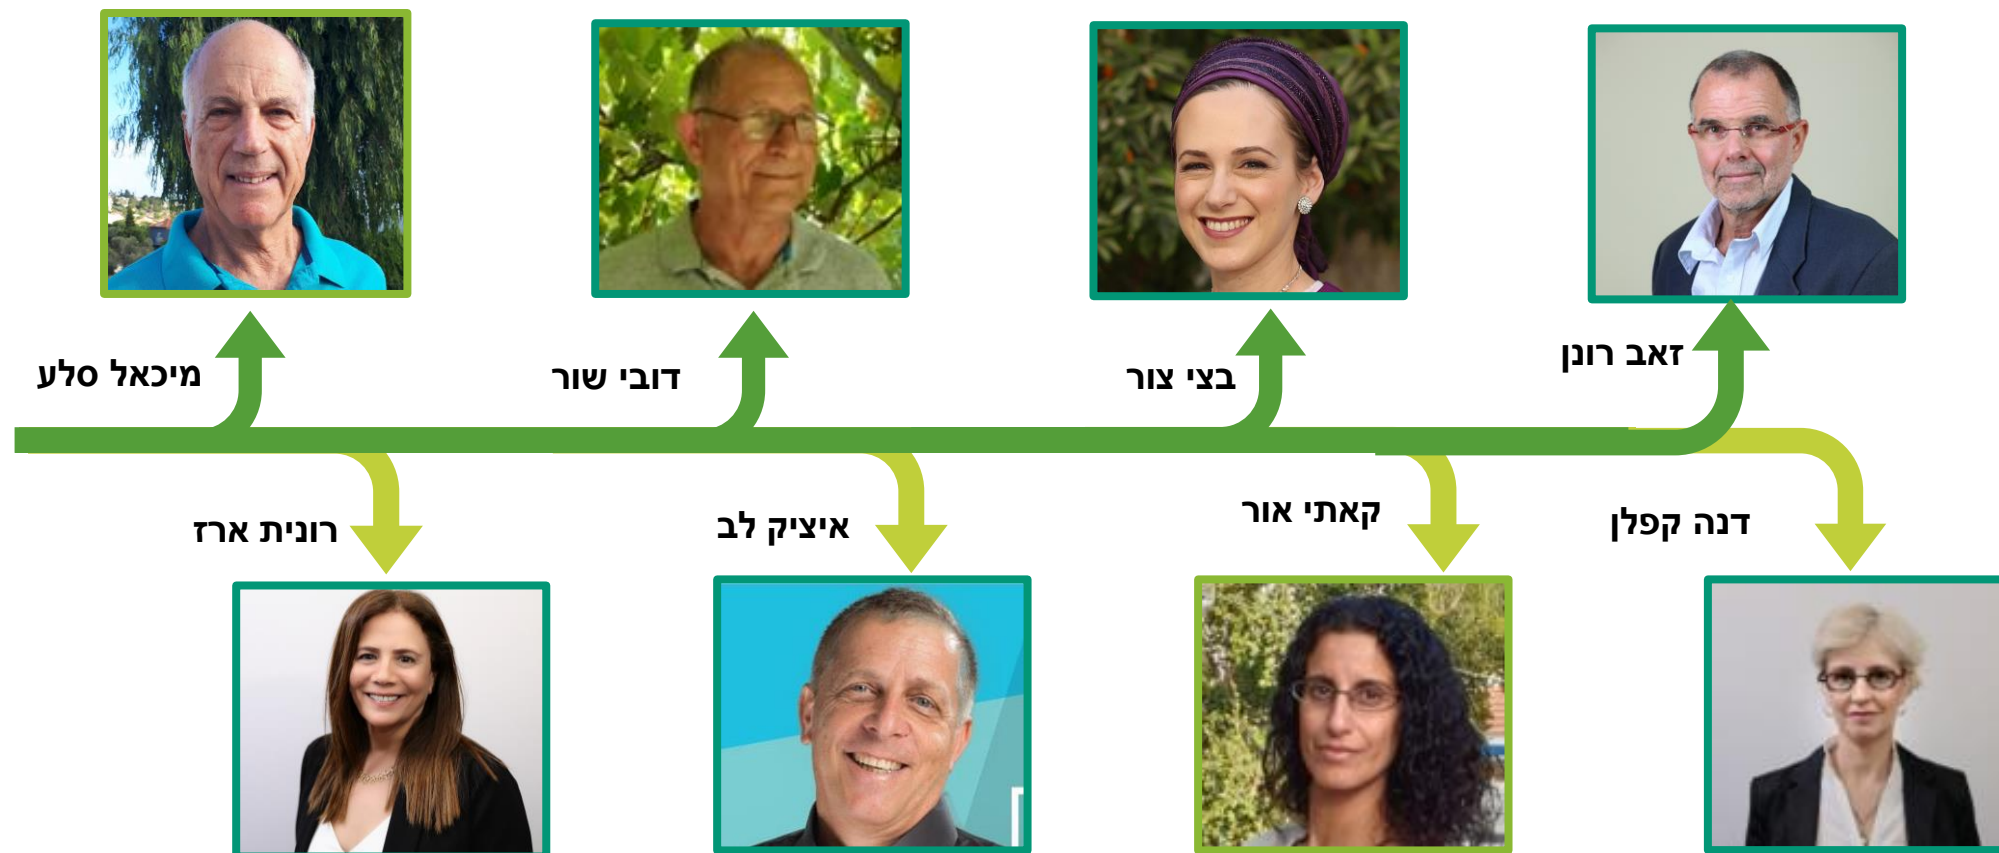 זאב רונן
בצי צור
דובי שור
מיכאל סלע
דנה קפלן
קאתי אור
איציק לב
רונית ארז